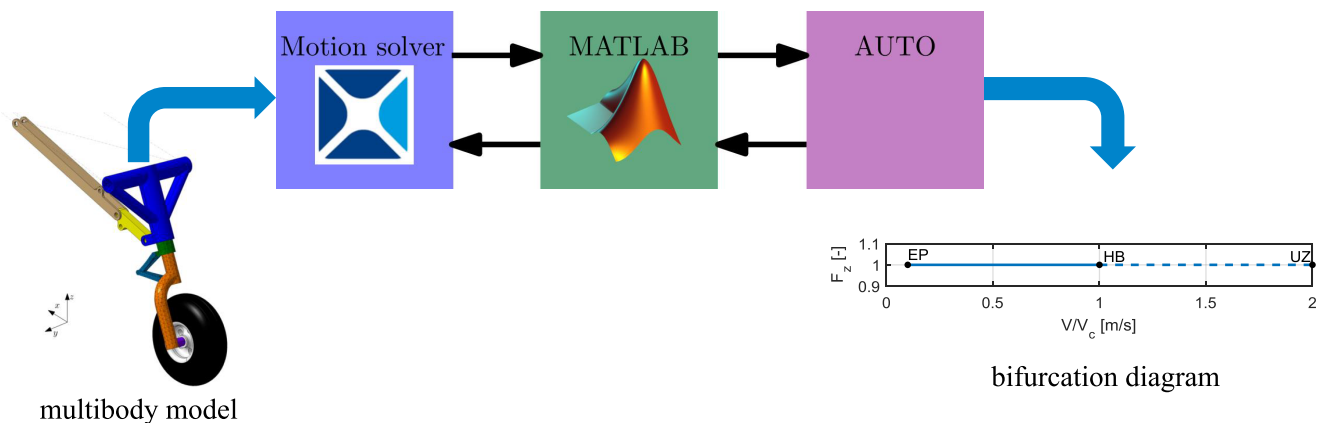 Motion solver
MATLAB
AUTO
z
x
y
multibody model
F_z [-]
1.1
1
0.9
EP
HB
UZ
0
0.5
1
1.5
2
V/V_c [m/s]
bifurcation diagram